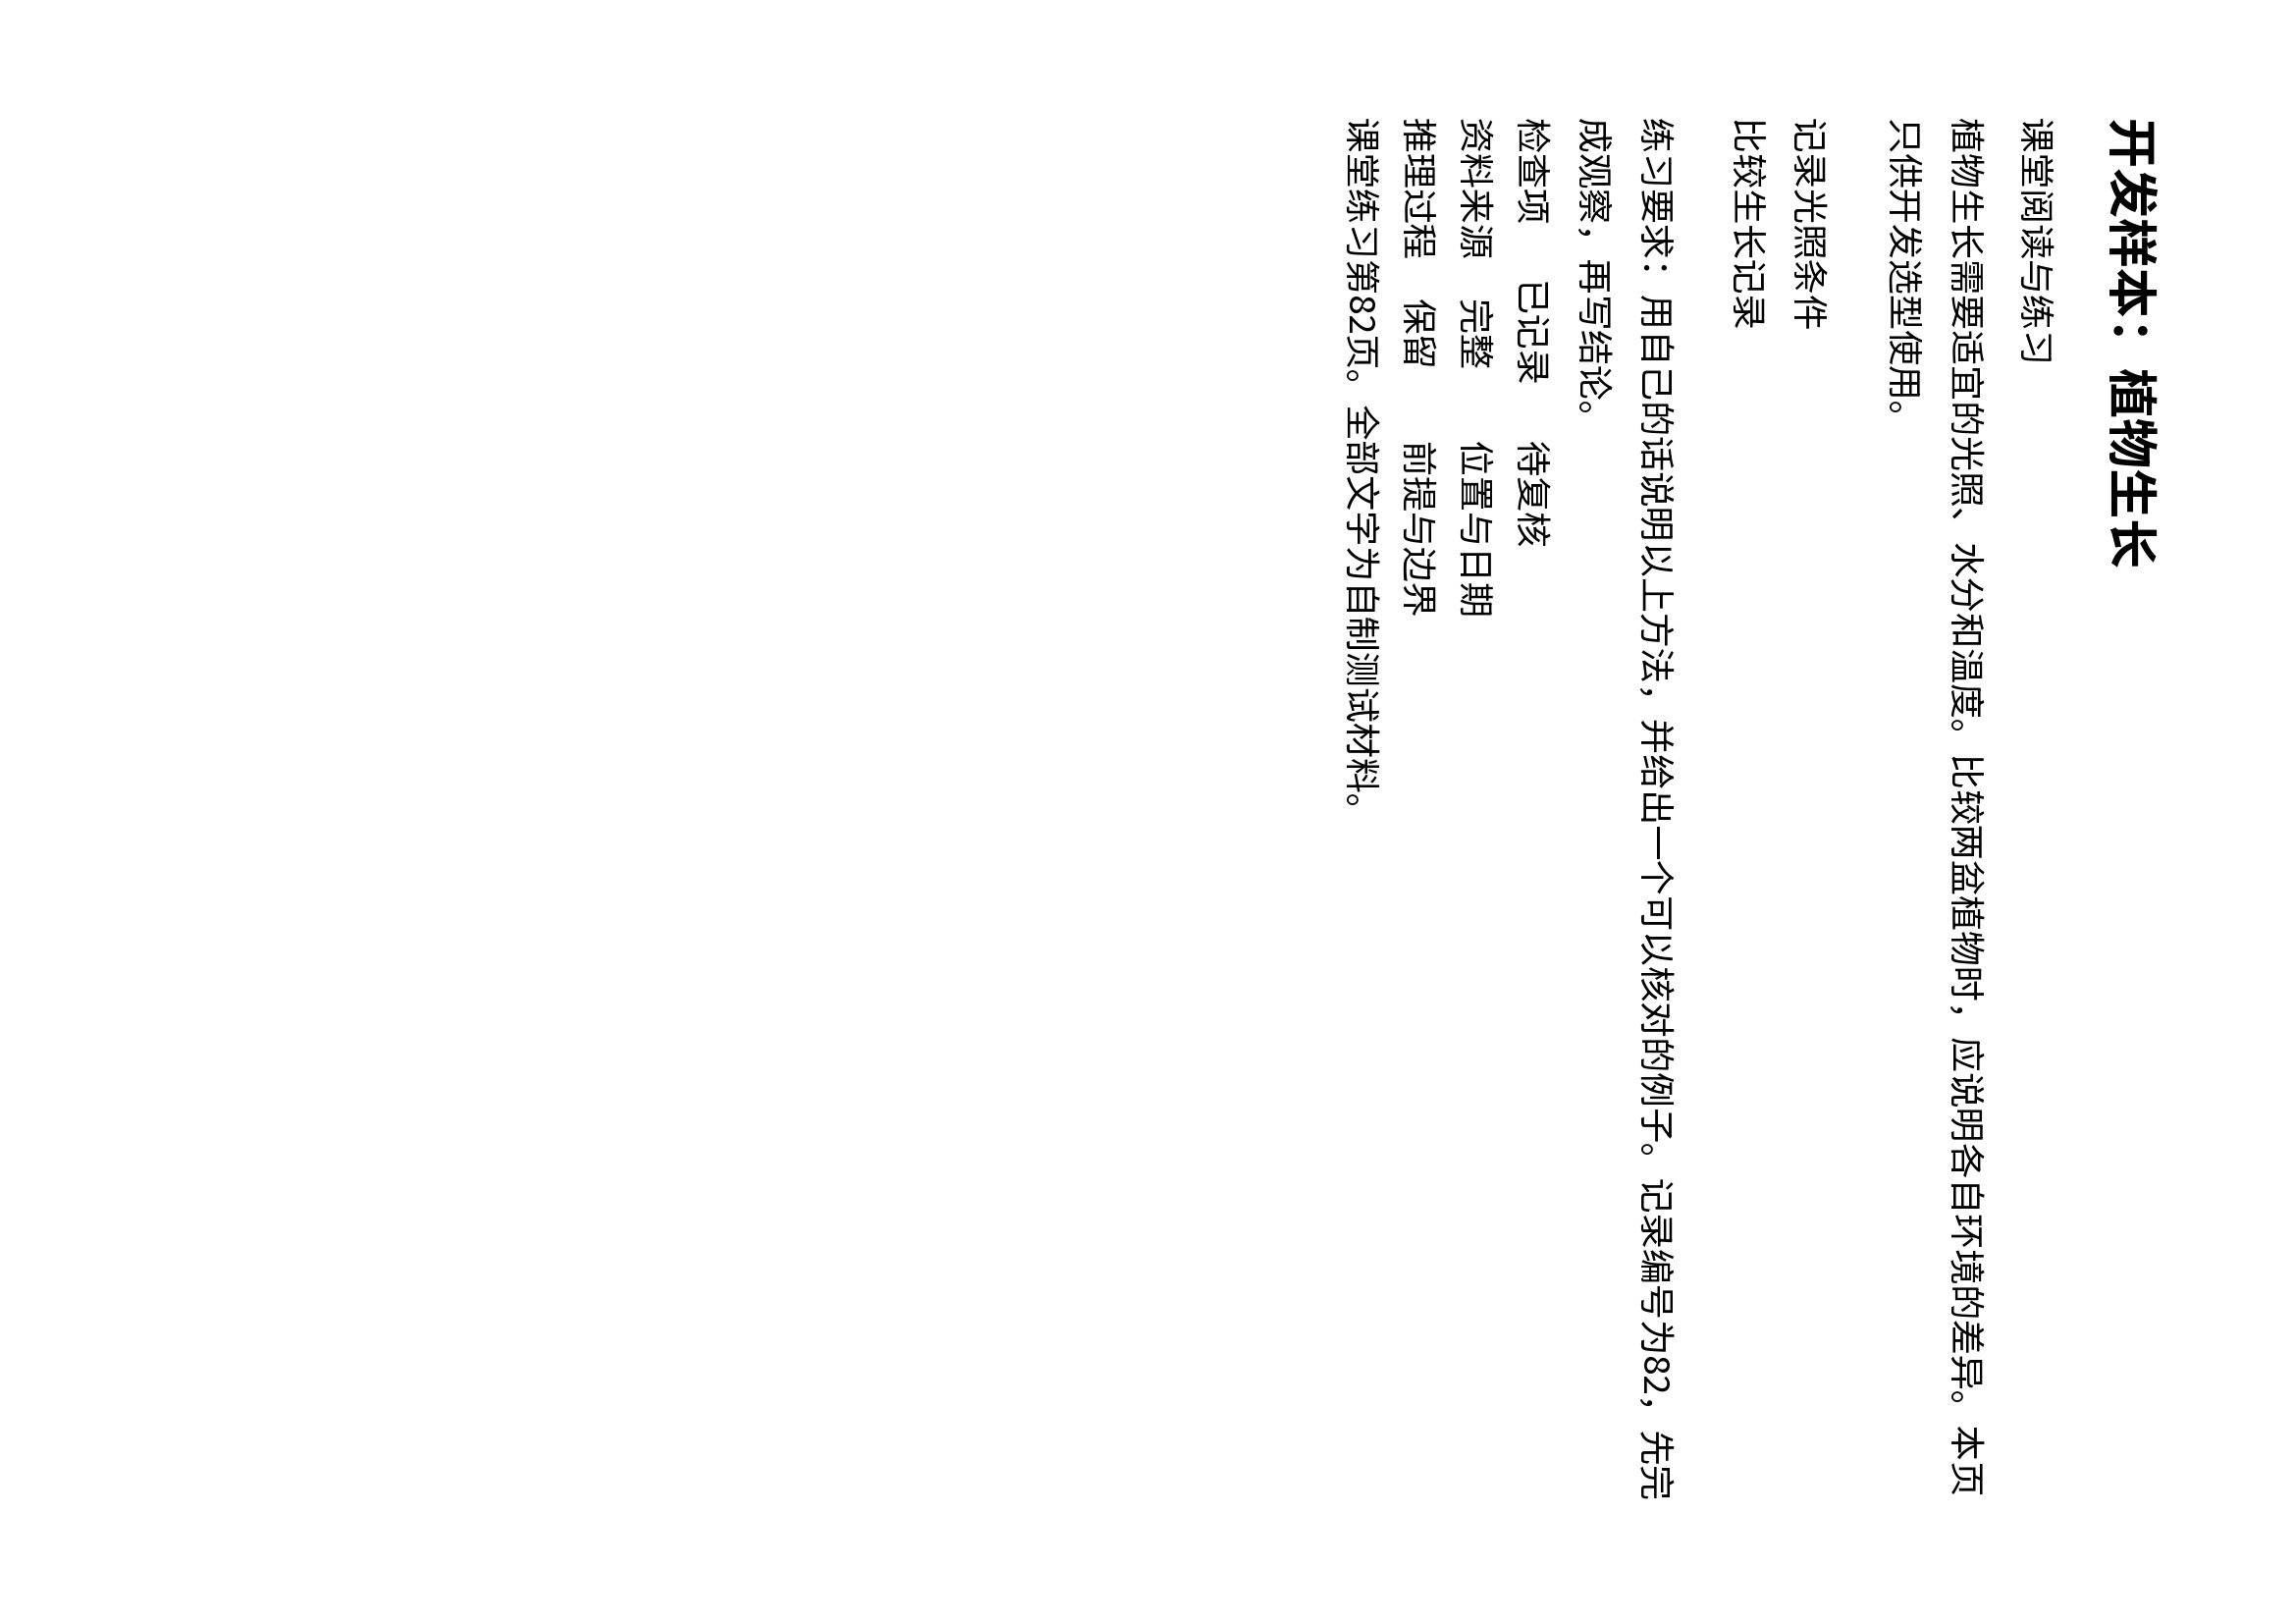 开发样本：植物生长
课堂阅读与练习
植物生长需要适宜的光照、水分和温度。比较两盆植物时，应说明各自环境的差异。本页
只供开发选型使用。
记录光照条件
比较生长记录
练习要求：用自己的话说明以上方法，并给出一个可以核对的例子。记录编号为82，先完
成观察，再写结论。
检查项 已记录 待复核
资料来源 完整 位置与日期
推理过程 保留 前提与边界
课堂练习第82页。全部文字为自制测试材料。